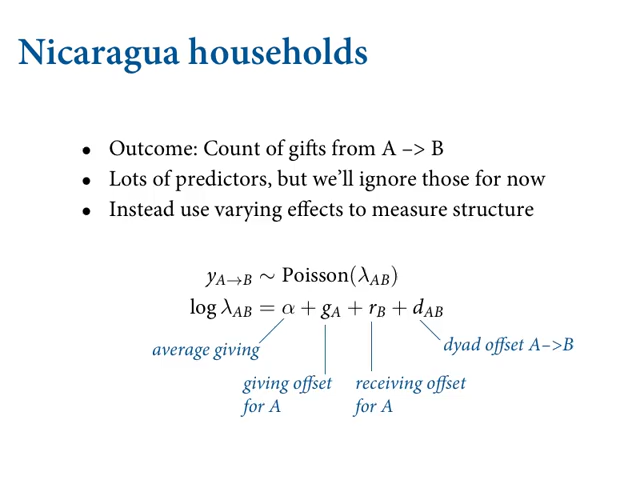 Nicaragua households
• Outcome: Count of gifts from A –> B
• Lots of predictors, but we’ll ignore those for now
• Instead use varying effects to measure structure
y_{A→B} ∼ Poisson(λ_{AB})
log λ_{AB} = α + g_A + r_B + d_{AB}
average giving
dyad offset A–>B
giving offset for A
receiving offset for A